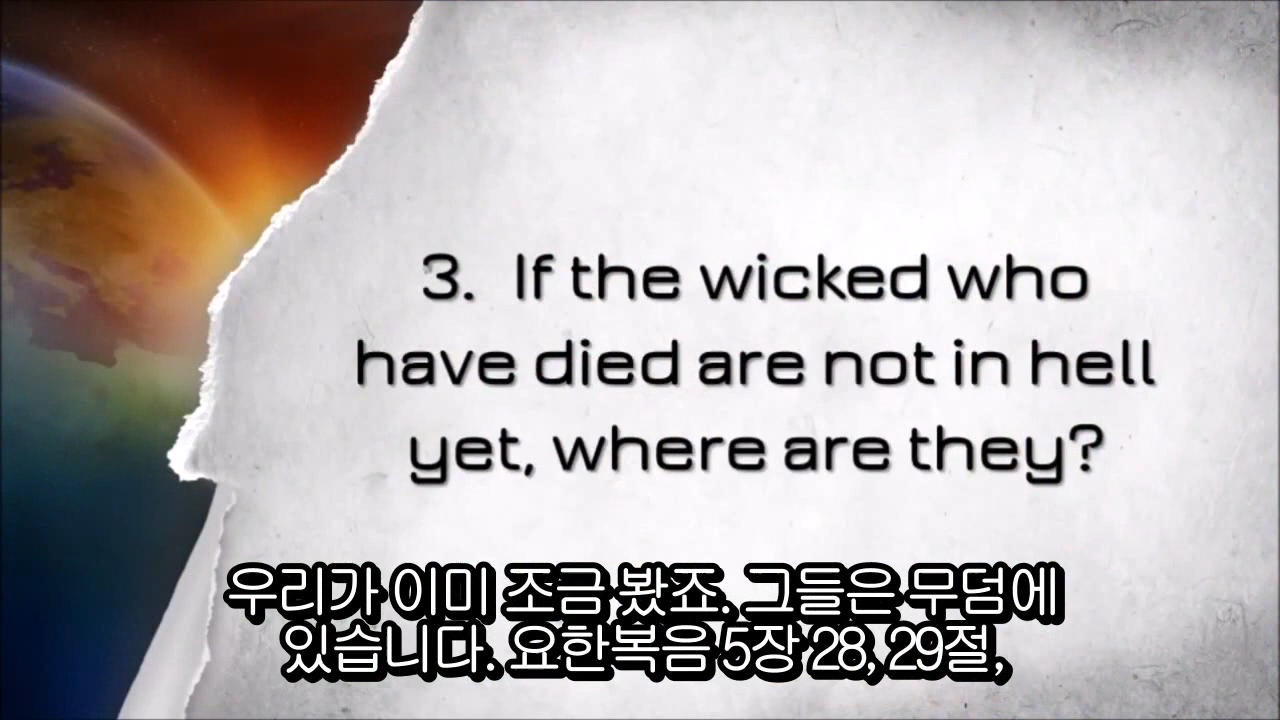 3. If the wicked who
have died are not in hell
yet, where are they?
우리가 이미 조금 봤죠. 그들은 무덤에
있습니다. 요한복음 5장 28, 29절,